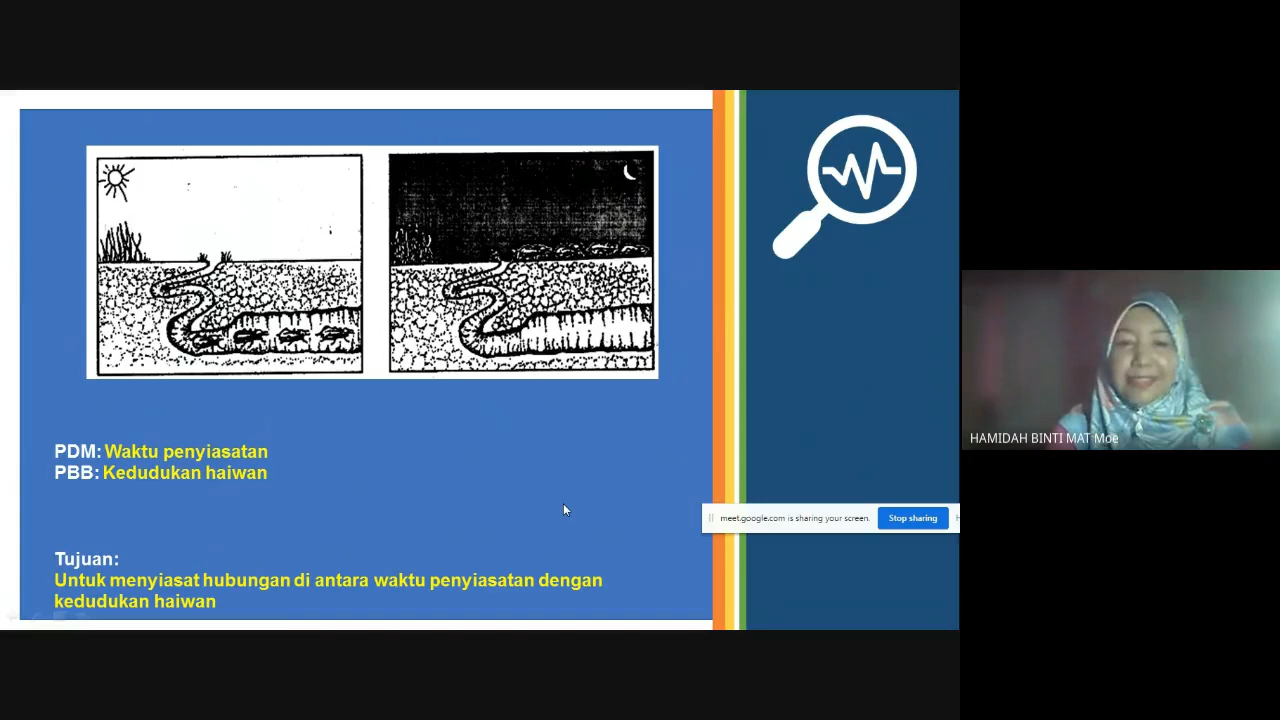 PDM: Waktu penyiasatan
PBB: Kedudukan haiwan
Tujuan:
Untuk menyiasat hubungan di antara waktu penyiasatan dengan
kedudukan haiwan
meet.google.com is sharing your screen.
Stop sharing
H
HAMIDAH BINTI MAT Moe